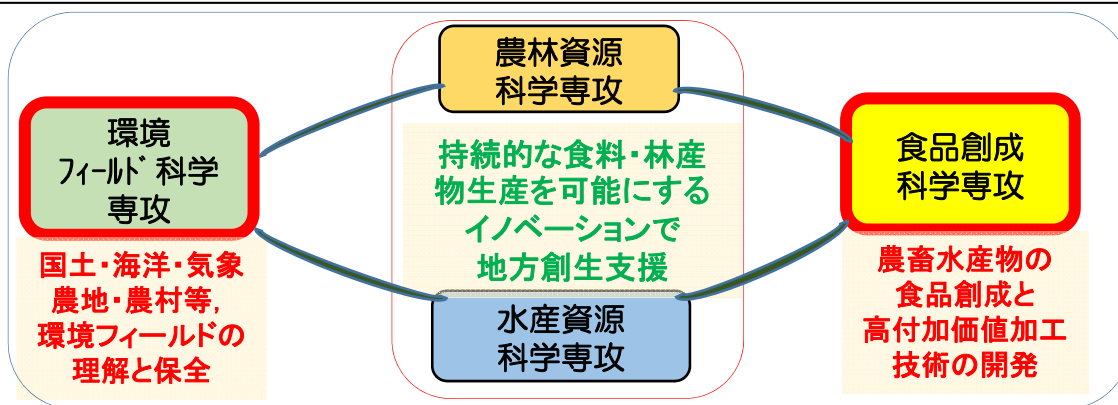 農林資源
科学専攻
環境
フィールド科学
専攻
食品創成
科学専攻
持続的な食料・林産
物生産を可能にする
イノベーションで
地方創生支援
国土・海洋・気象
農地・農村等,
環境フィールドの
理解と保全
農畜水産物の
食品創成と
高付加価値加工
技術の開発
水産資源
科学専攻